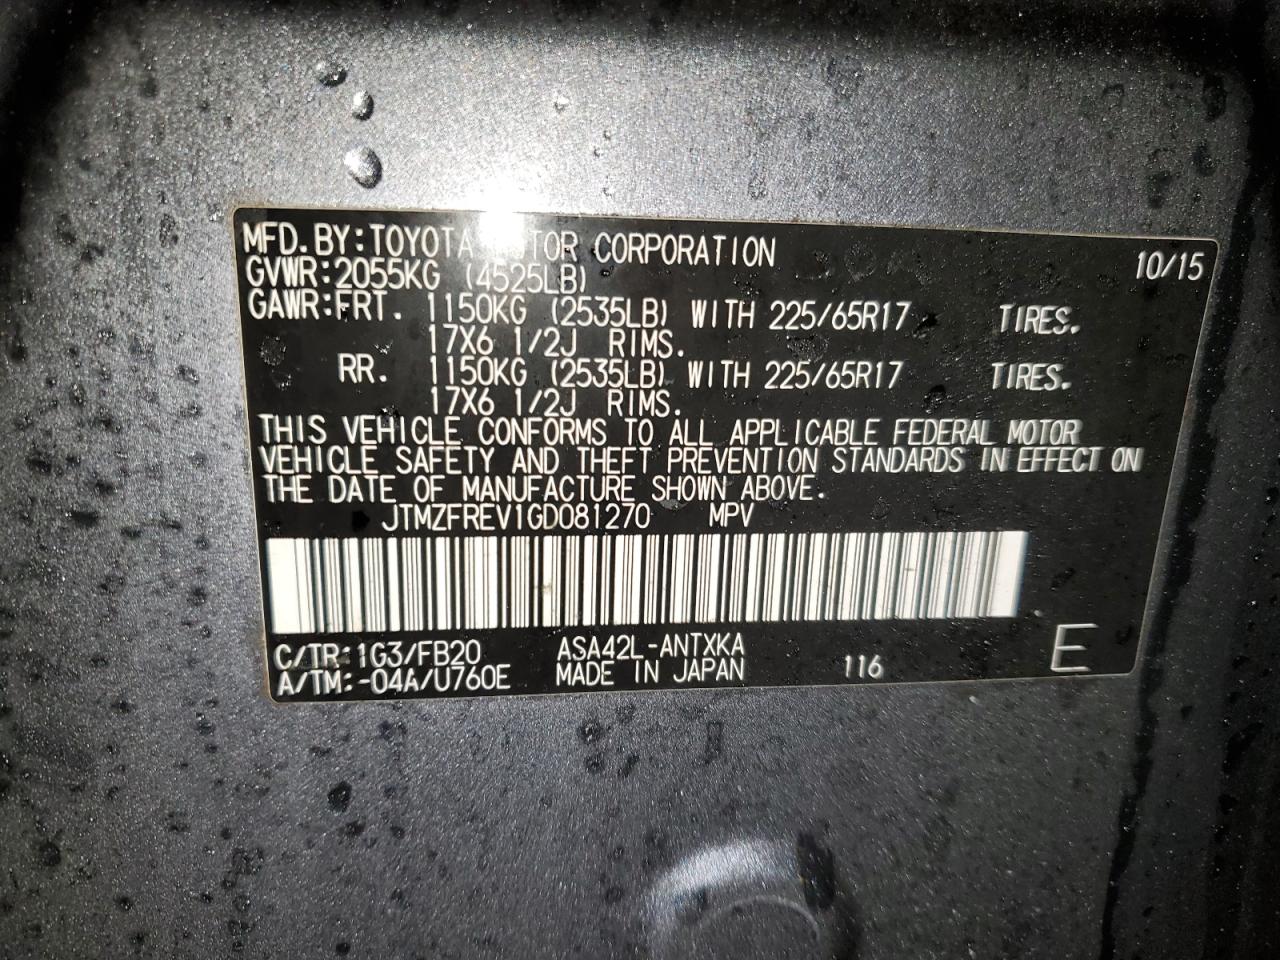 MFD. BY: TOYOTA MOTOR CORPORATION 10/15
GVWR: 2055KG (4525LB)
GAWR: FRT. 1150KG (2535LB) WITH 225/65R17 TIRES.
17X6 1/2J RIMS.
RR. 1150KG (2535LB) WITH 225/65R17 TIRES.
17X6 1/2J RIMS.
THIS VEHICLE CONFORMS TO ALL APPLICABLE FEDERAL MOTOR
VEHICLE SAFETY AND THEFT PREVENTION STANDARDS IN EFFECT ON
THE DATE OF MANUFACTURE SHOWN ABOVE.
JTMZFREV1GD081270 MPV
C/TR: 1G3/FB20 ASA42L-ANTXKA
A/TM: -04A/U760E MADE IN JAPAN 116 E